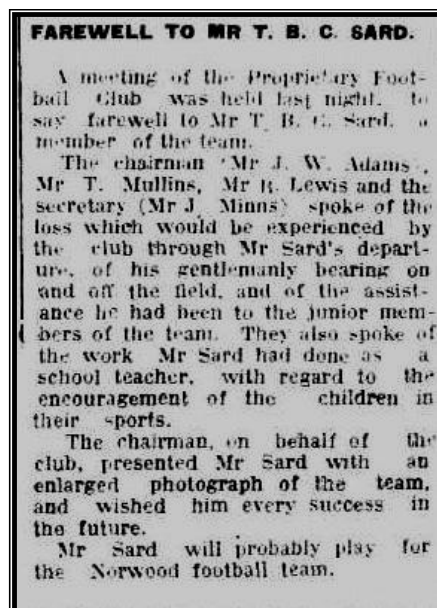 FAREWELL TO MR T. B. C. SARD.
A meeting of the Proprietary Foot-
ball Club was held last night, to
say farewell to Mr T. B. C. Sard, a
member of the team.
The chairman (Mr J. W. Adams),
Mr T. Mullins, Mr R. Lewis and the
secretary (Mr J. Minns) spoke of the
loss which would be experienced by
the club through Mr Sard's depart-
ure, of his gentlemanly bearing on
and off the field, and of the assist-
ance he had been to the junior mem-
bers of the team. They also spoke of
the work Mr Sard had done as a
school teacher, with regard to the
encouragement of the children in
their sports.
The chairman, on behalf of the
club, presented Mr Sard with an
enlarged photograph of the team,
and wished him every success in
the future.
Mr Sard will probably play for
the Norwood football team.